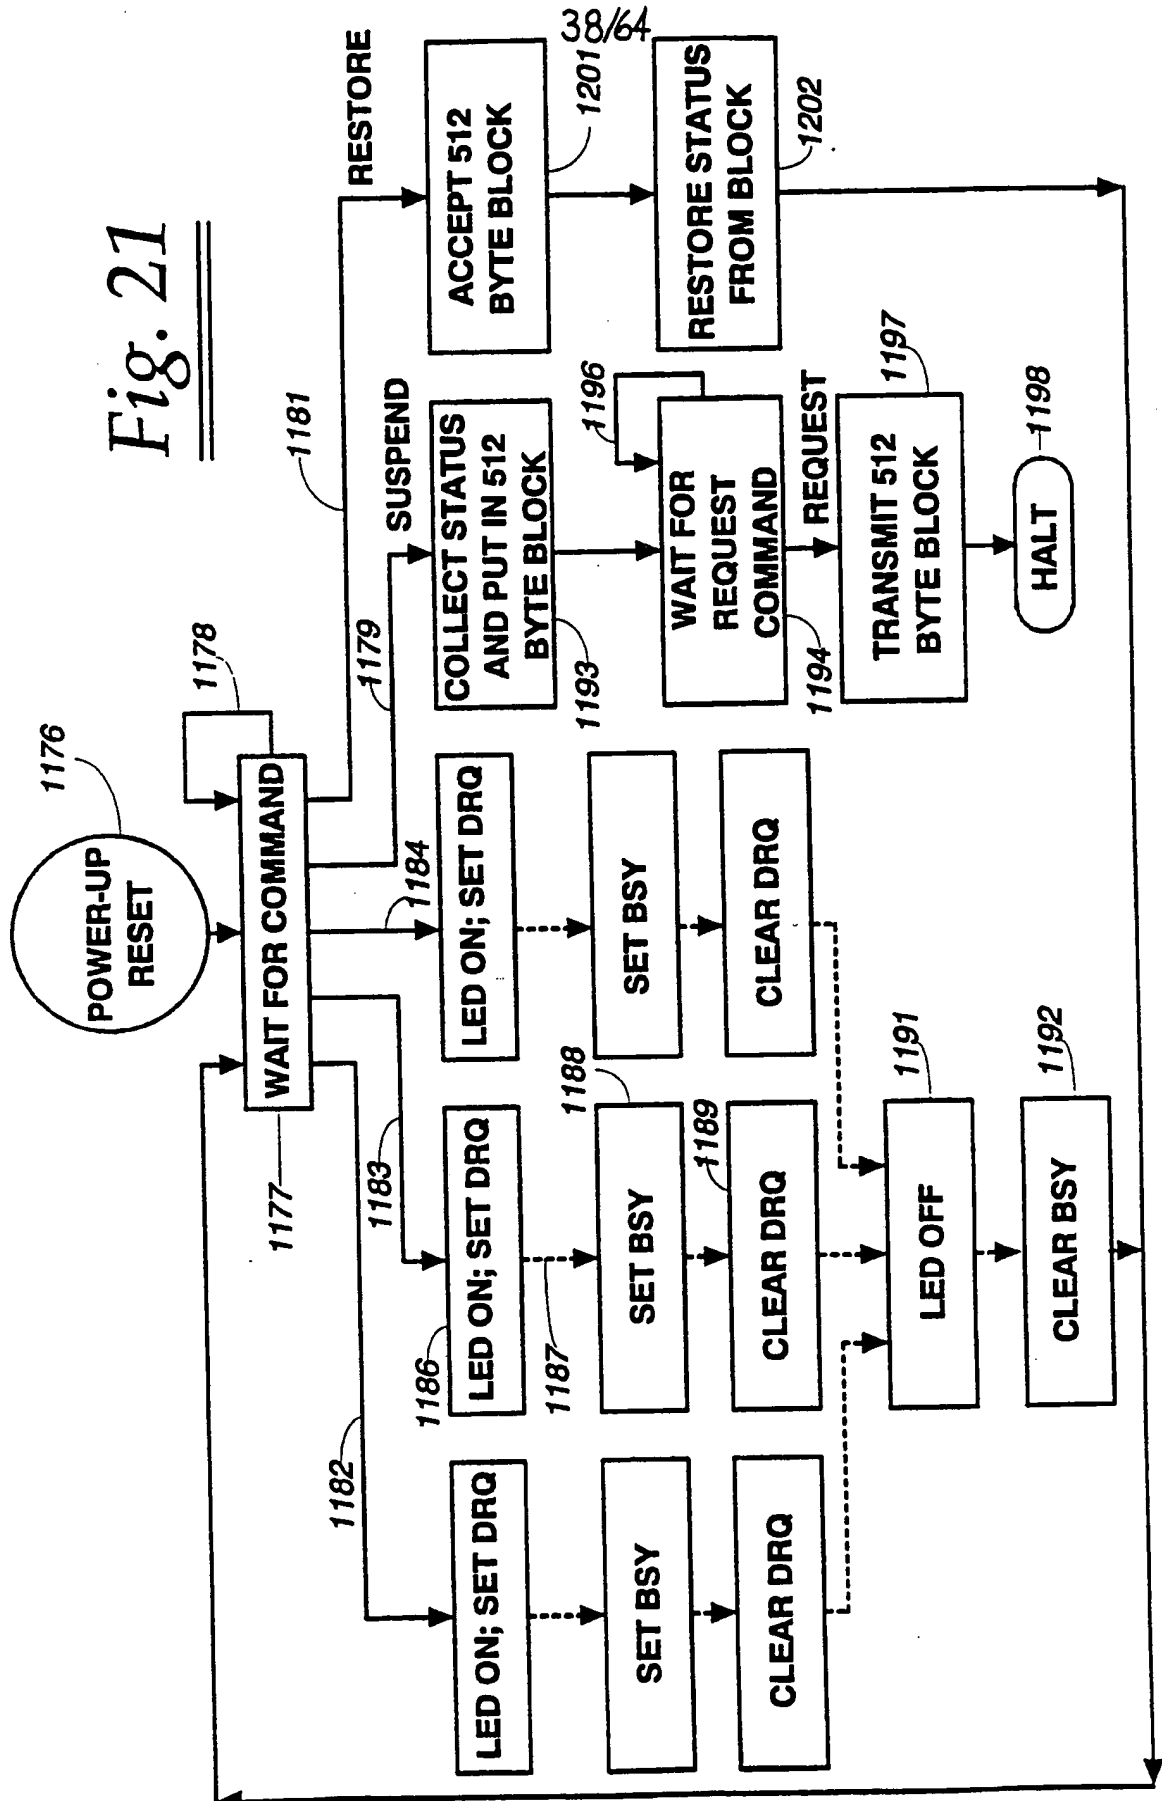 38/64
Fig. 21
POWER-UP
RESET
1176
WAIT FOR COMMAND
1177
1178
1182
1183
1184
1179
SUSPEND
1181
RESTORE
LED ON; SET DRQ
SET BSY
CLEAR DRQ
LED ON; SET DRQ
1186
1187
SET BSY
1188
CLEAR DRQ
1189
LED ON; SET DRQ
SET BSY
CLEAR DRQ
LED OFF
1191
CLEAR BSY
1192
COLLECT STATUS
AND PUT IN 512
BYTE BLOCK
1193
WAIT FOR
REQUEST
COMMAND
1194
1196
REQUEST
TRANSMIT 512
BYTE BLOCK
1197
HALT
1198
ACCEPT 512
BYTE BLOCK
1201
RESTORE STATUS
FROM BLOCK
1202